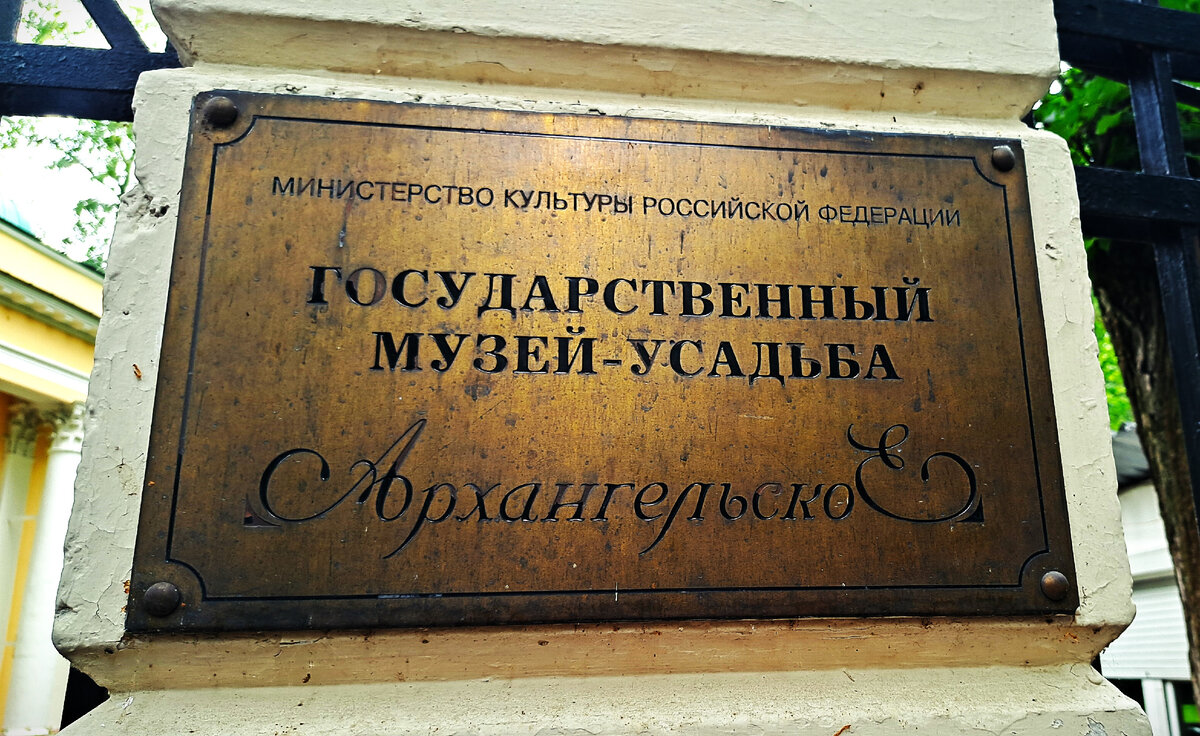 МИНИСТЕРСТВО КУЛЬТУРЫ РОССИЙСКОЙ ФЕДЕРАЦИИ
ГОСУДАРСТВЕННЫЙ
МУЗЕЙ-УСАДЬБА
АрхангельскоЕ